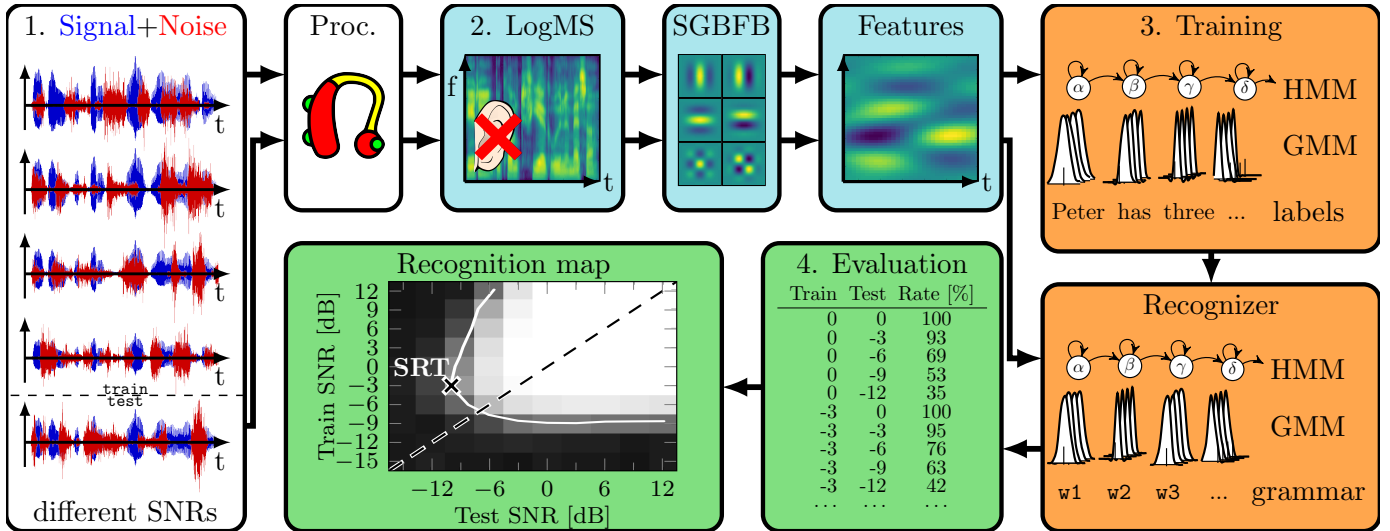 1. Signal+Noise
t
t
t
t
train
test
t
different SNRs
Proc.
2. LogMS
f
t
SGBFB
Features
t
3. Training
α β γ δ
HMM
GMM
Peter has three ... labels
Recognition map
Train SNR [dB]
12
9
6
3
0
−3
−6
−9
−12
−15
SRT
−12 −6 0 6 12
Test SNR [dB]
4. Evaluation
Train Test Rate [%]
0 0 100
0 -3 93
0 -6 69
0 -9 53
0 -12 35
-3 0 100
-3 -3 95
-3 -6 76
-3 -9 63
-3 -12 42
... ... ...
Recognizer
α β γ δ
HMM
GMM
w1 w2 w3 ... grammar